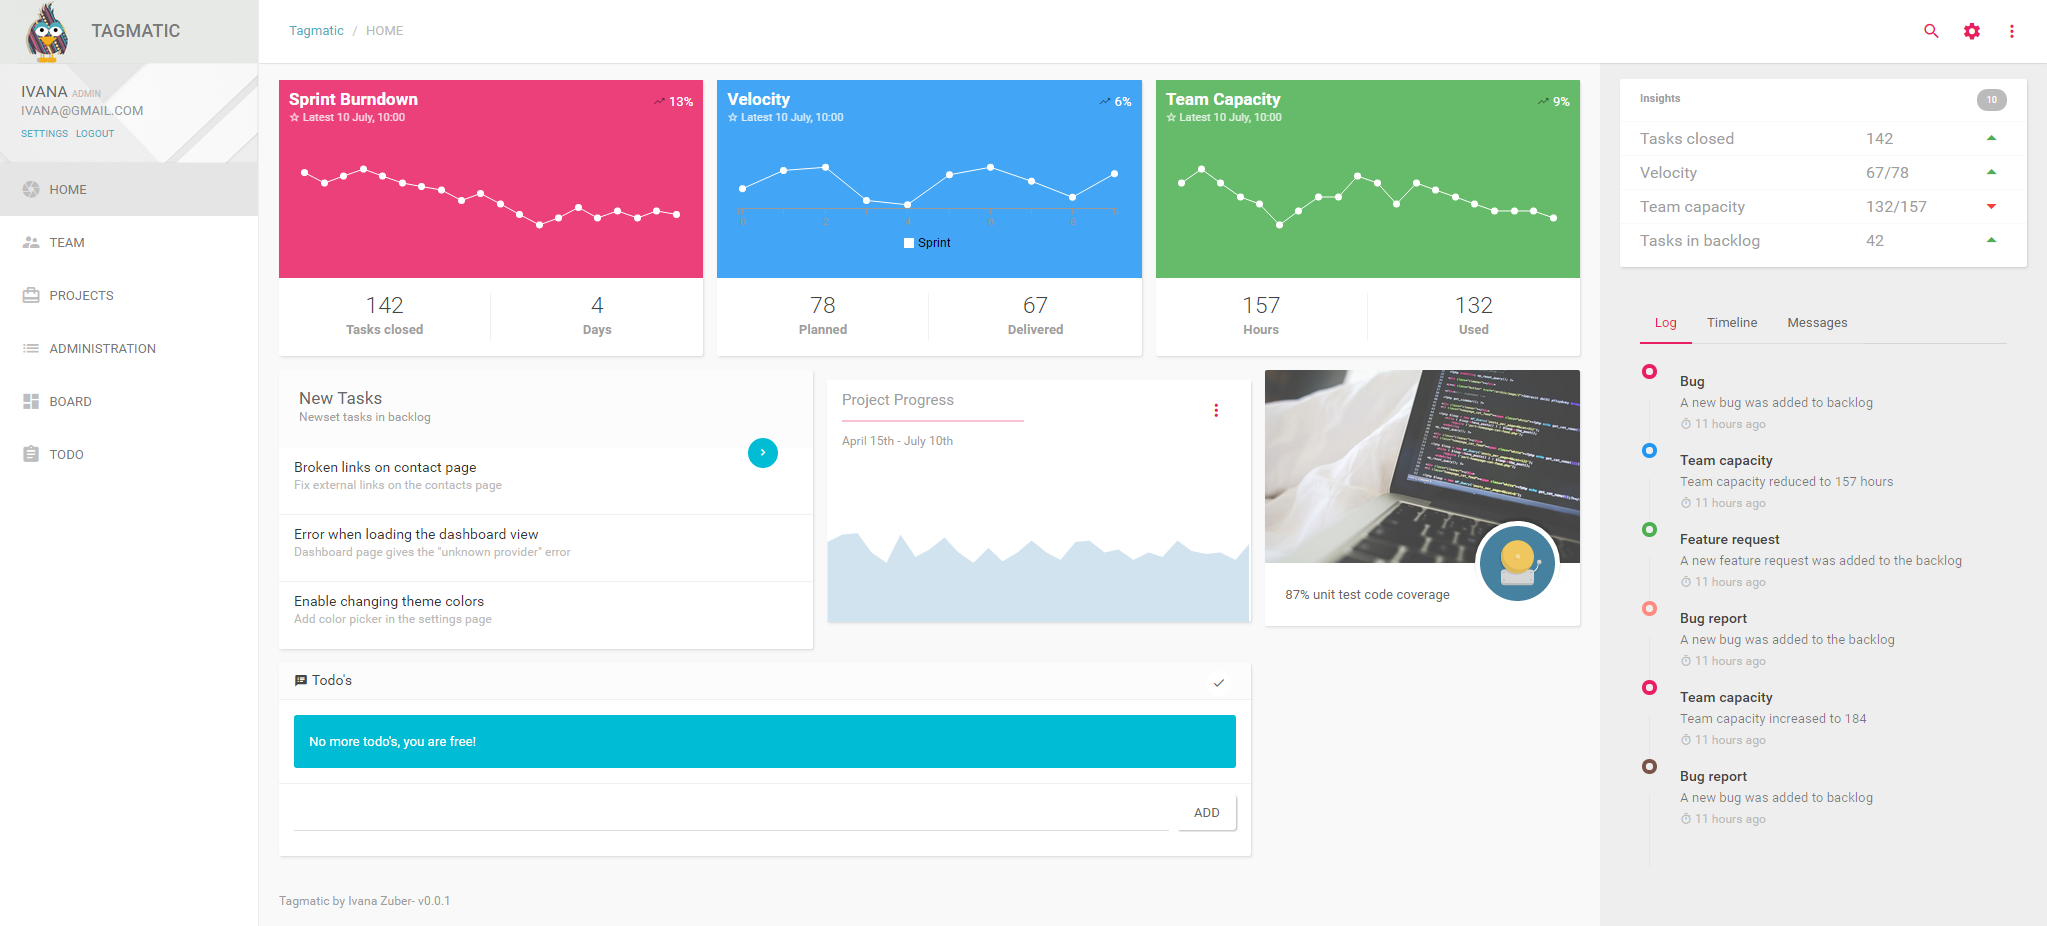 TAGMATIC
IVANA ADMIN
IVANA@GMAIL.COM
SETTINGS LOGOUT
HOME
TEAM
PROJECTS
ADMINISTRATION
BOARD
TODO
Tagmatic / HOME
Sprint Burndown
13%
Latest 10 July, 10:00
142
Tasks closed
4
Days
Velocity
6%
Latest 10 July, 10:00
0 2 4 6 8
Sprint
78
Planned
67
Delivered
Team Capacity
9%
Latest 10 July, 10:00
157
Hours
132
Used
New Tasks
Newset tasks in backlog
Broken links on contact page
Fix external links on the contacts page
Error when loading the dashboard view
Dashboard page gives the "unknown provider" error
Enable changing theme colors
Add color picker in the settings page
Project Progress
April 15th - July 10th
87% unit test code coverage
Todo's
No more todo's, you are free!
ADD
Tagmatic by Ivana Zuber- v0.0.1
Insights
10
Tasks closed 142
Velocity 67/78
Team capacity 132/157
Tasks in backlog 42
Log Timeline Messages
Bug
A new bug was added to backlog
11 hours ago
Team capacity
Team capacity reduced to 157 hours
11 hours ago
Feature request
A new feature request was added to the backlog
11 hours ago
Bug report
A new bug was added to the backlog
11 hours ago
Team capacity
Team capacity increased to 184
11 hours ago
Bug report
A new bug was added to backlog
11 hours ago